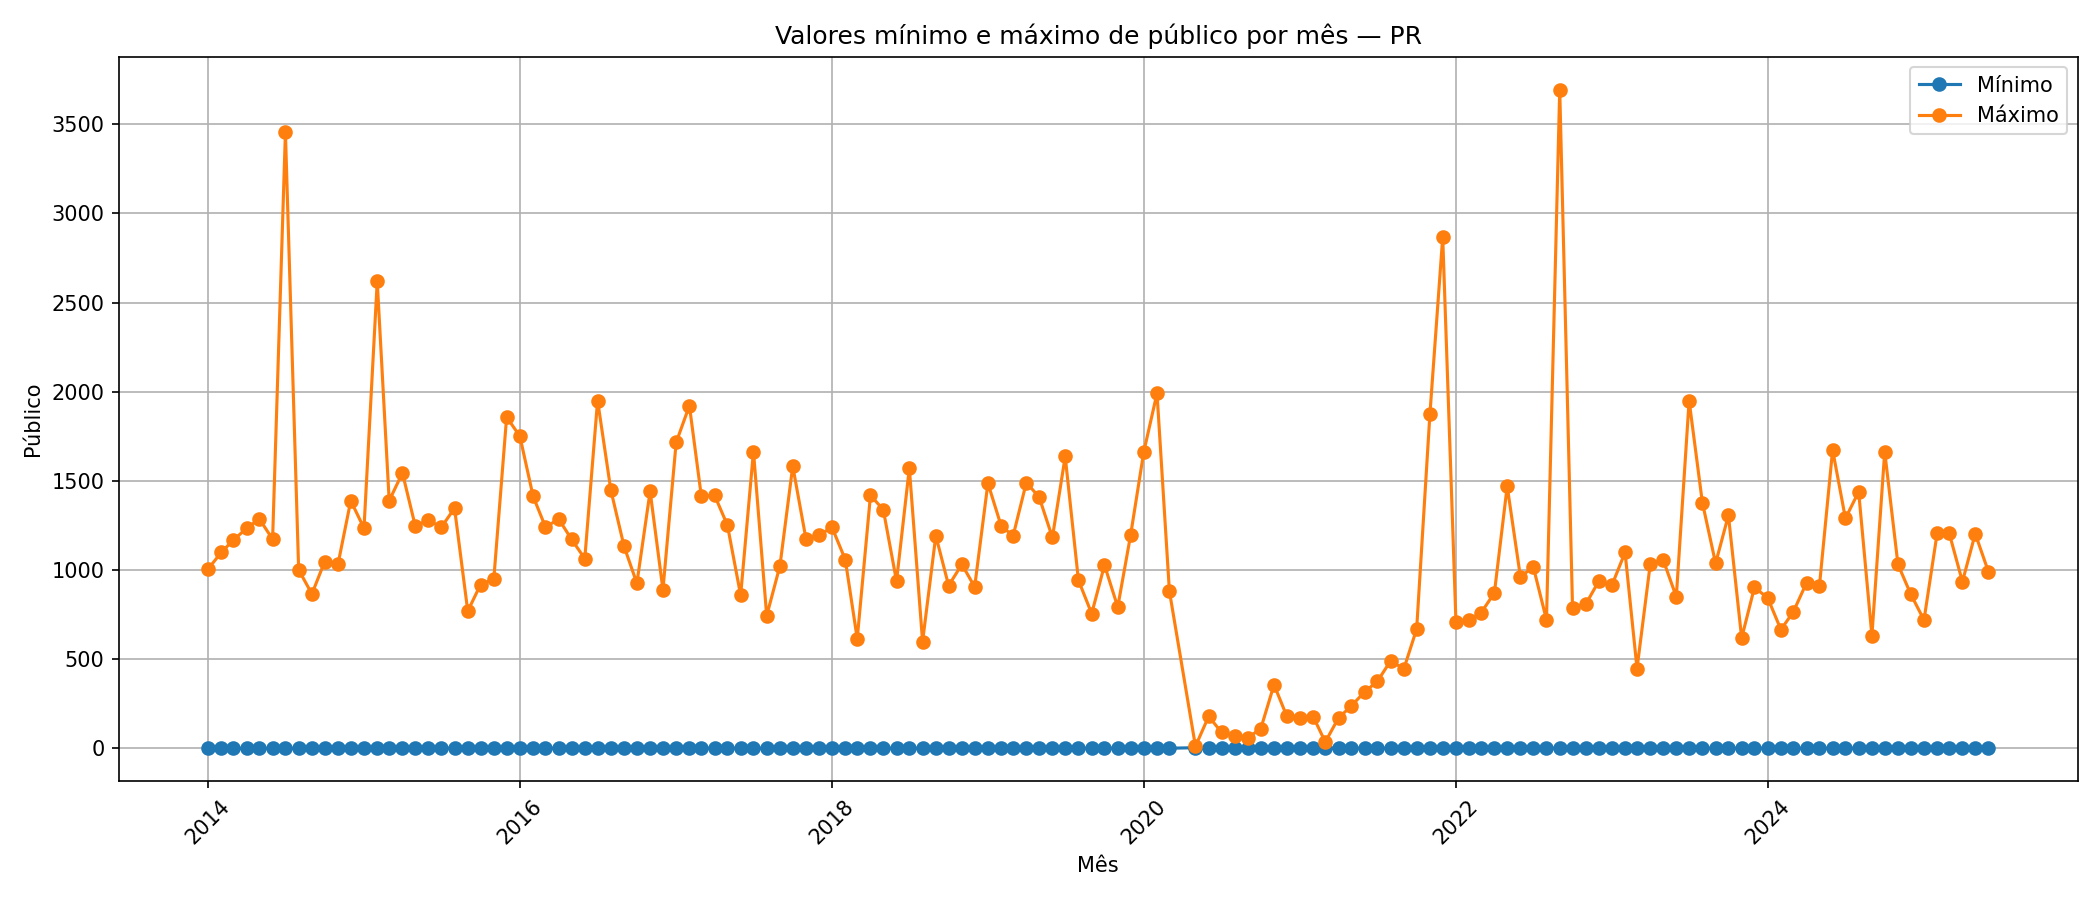 Valores mínimo e máximo de público por mês — PR
Mínimo
Máximo
Público
3500
3000
2500
2000
1500
1000
500
0
2014
2016
2018
2020
2022
2024
Mês